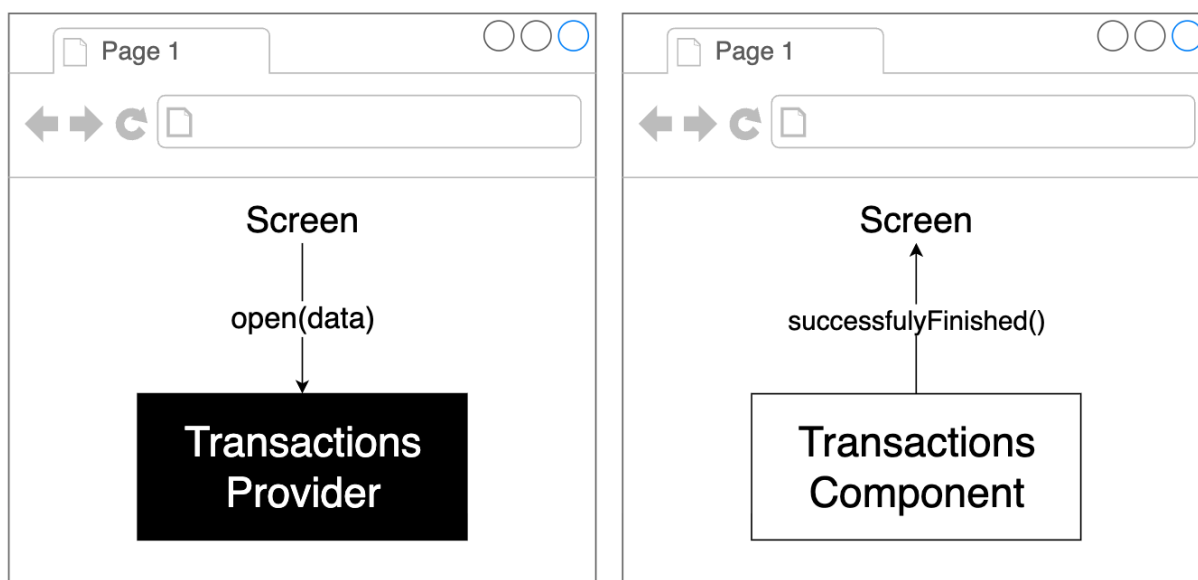 Page 1
Screen
open(data)
Transactions
Provider
Page 1
Screen
successfulyFinished()
Transactions
Component